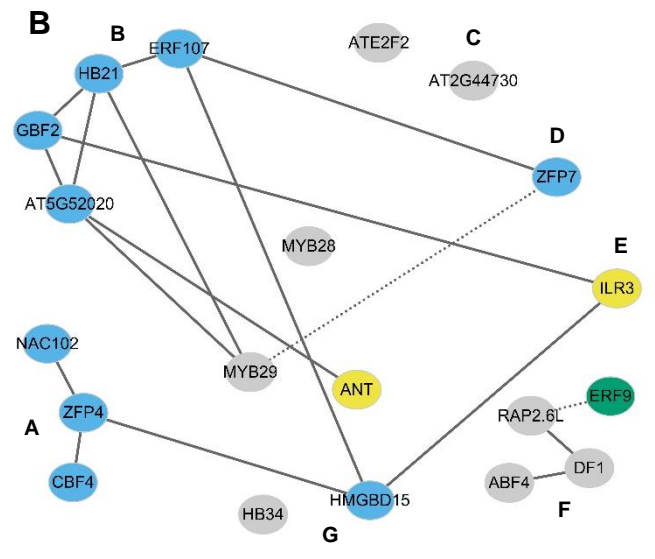 B
B
ERF107
ATE2F2
C
HB21
AT2G44730
GBF2
D
ZFP7
AT5G52020
MYB28
E
ILR3
NAC102
MYB29
ANT
ERF9
ZFP4
RAP2.6L
A
DF1
CBF4
ABF4
HMGBD15
HB34
F
G